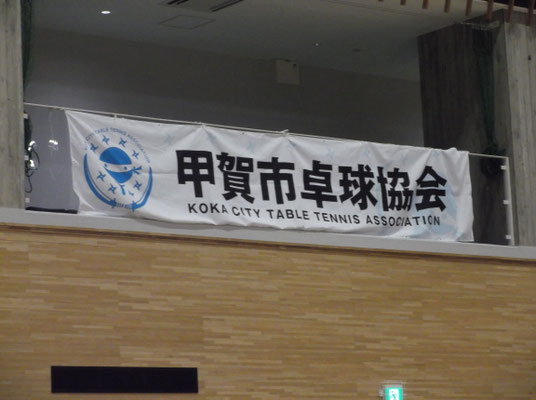 甲賀市卓球協会
KOKA CITY TABLE TENNIS ASSOCIATION